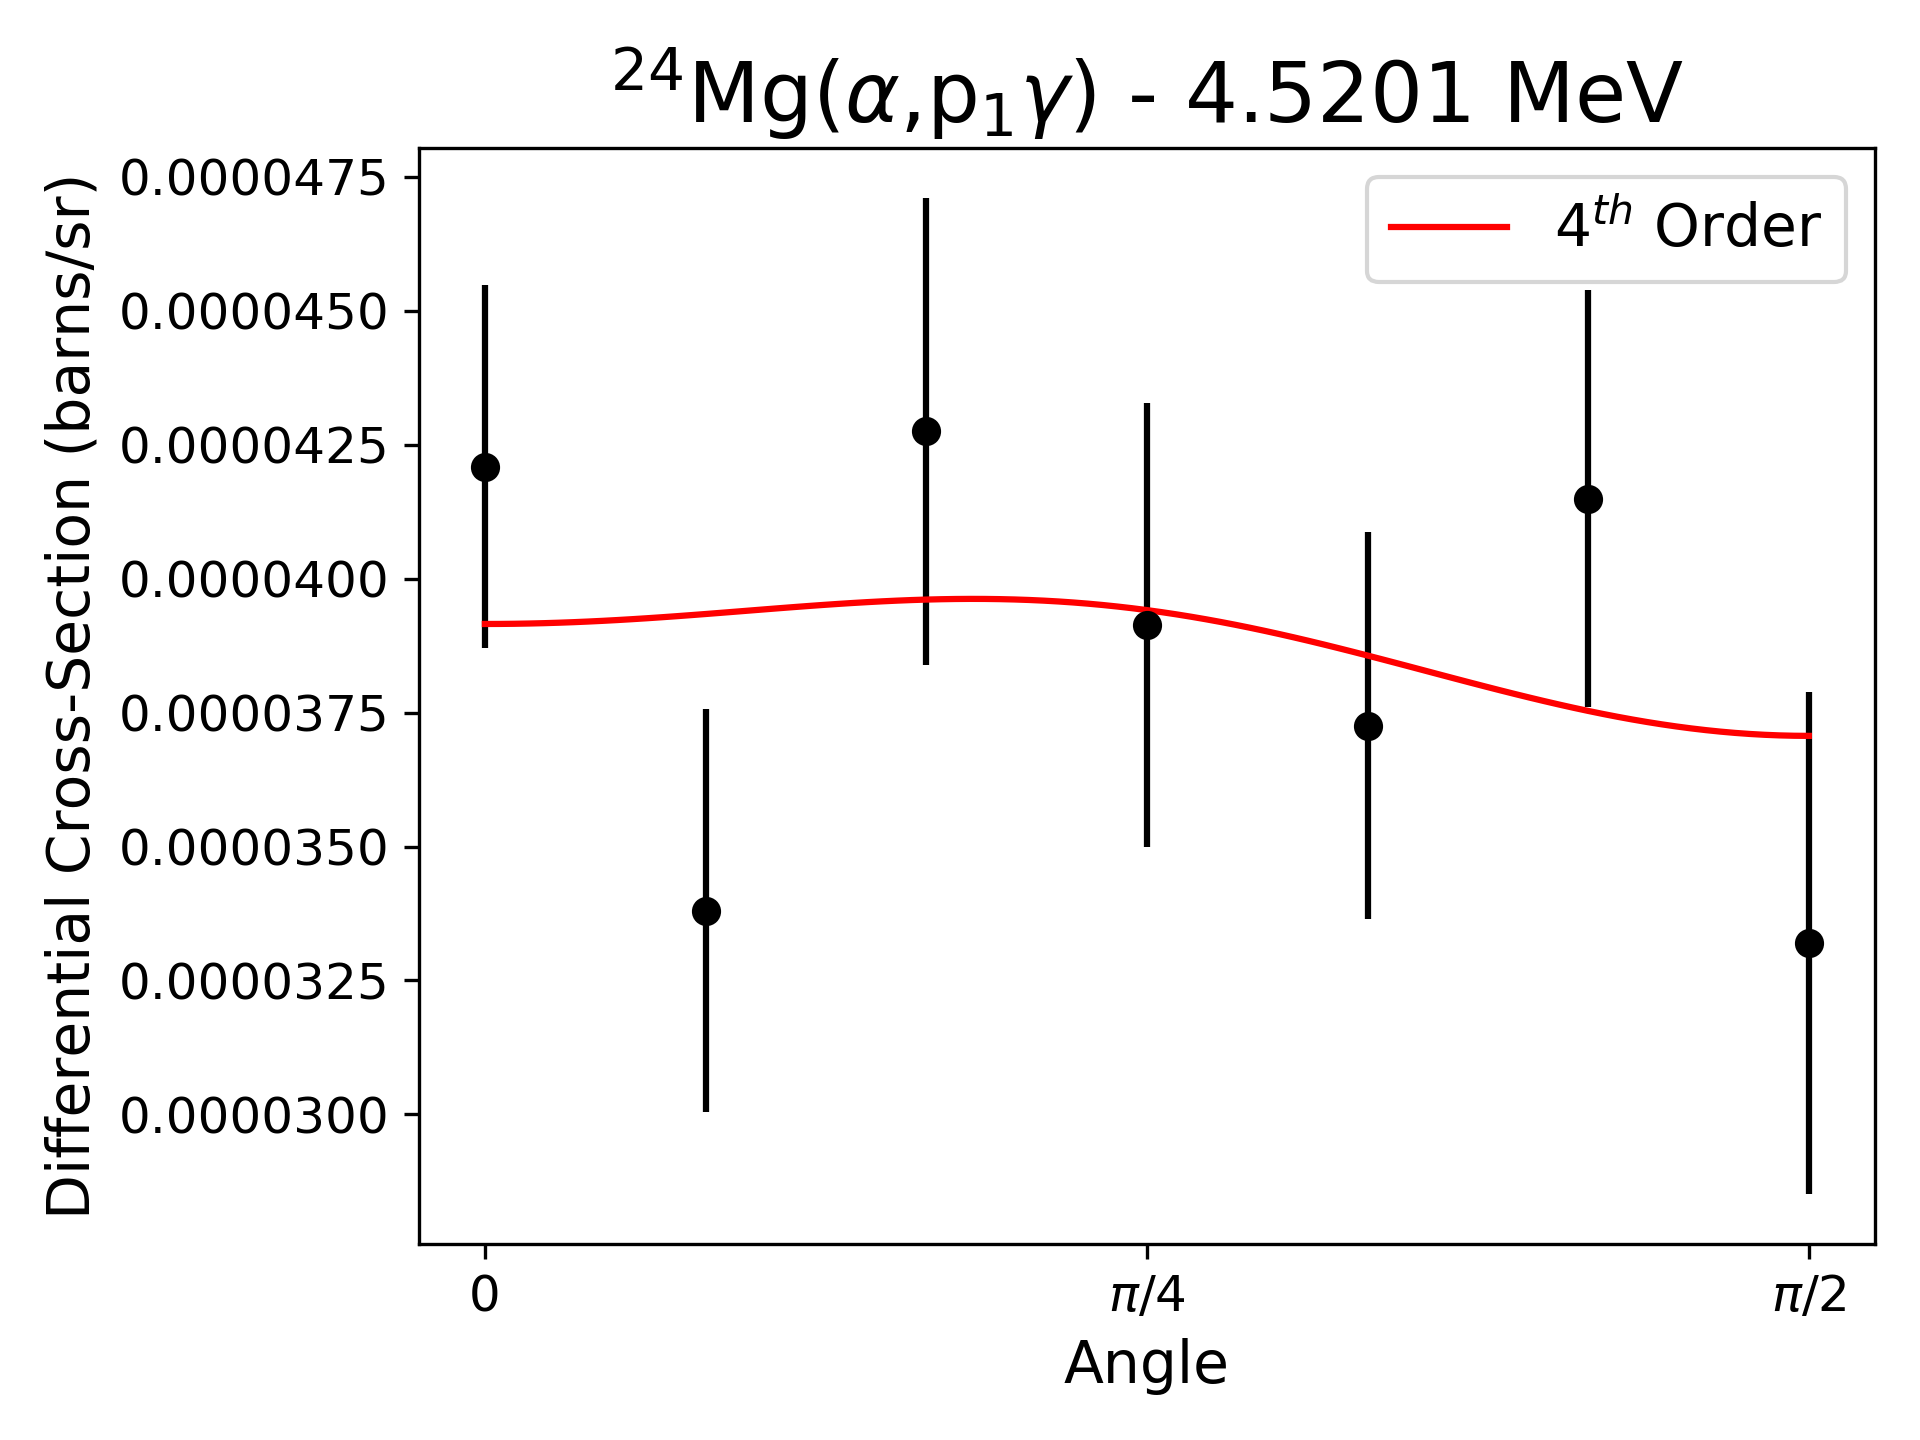 ²⁴Mg(α,p₁γ) - 4.5201 MeV
4ᵗʰ Order
Differential Cross-Section (barns/sr)
0.0000475
0.0000450
0.0000425
0.0000400
0.0000375
0.0000350
0.0000325
0.0000300
0 π/4 π/2
Angle